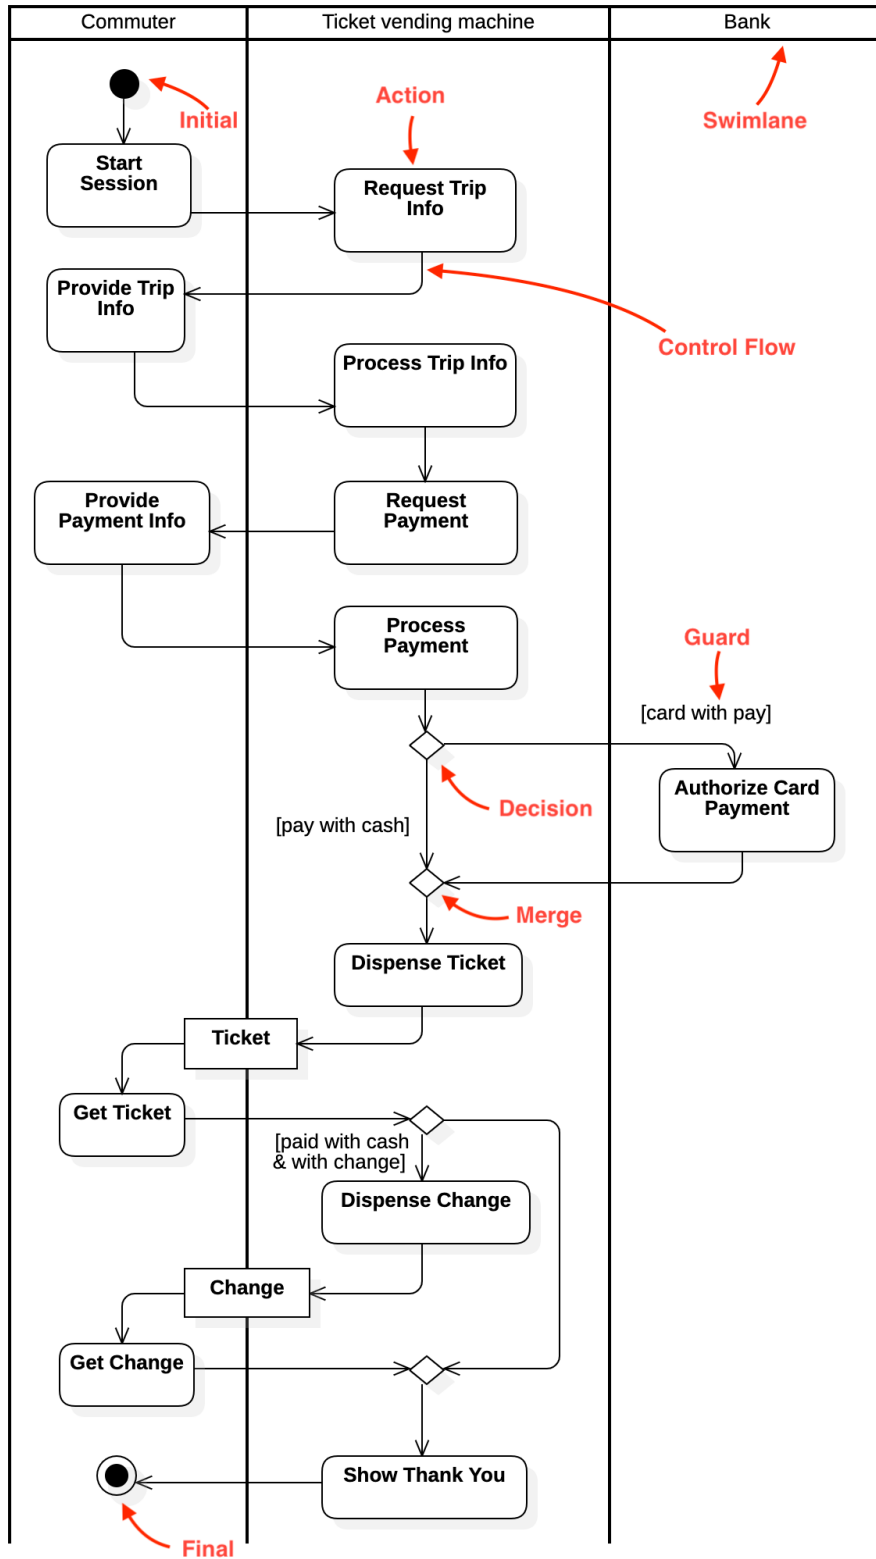 Commuter
Ticket vending machine
Bank
Initial
Action
Swimlane
Start
Session
Request Trip
Info
Provide Trip
Info
Control Flow
Process Trip Info
Provide
Payment Info
Request
Payment
Process
Payment
Guard
[card with pay]
Authorize Card
Payment
Decision
[pay with cash]
Merge
Dispense Ticket
Ticket
Get Ticket
[paid with cash
& with change]
Dispense Change
Change
Get Change
Show Thank You
Final